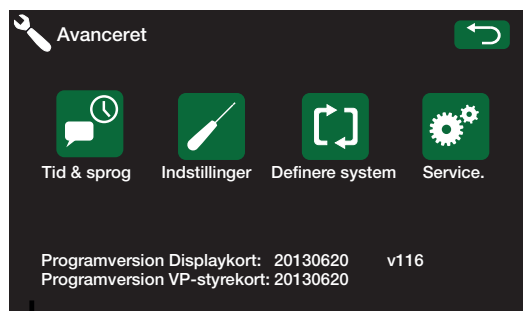 Avanceret
Tid & sprog Indstillinger Definere system Service.
Programversion Displaykort: 20130620 v116
Programversion VP-styrekort: 20130620